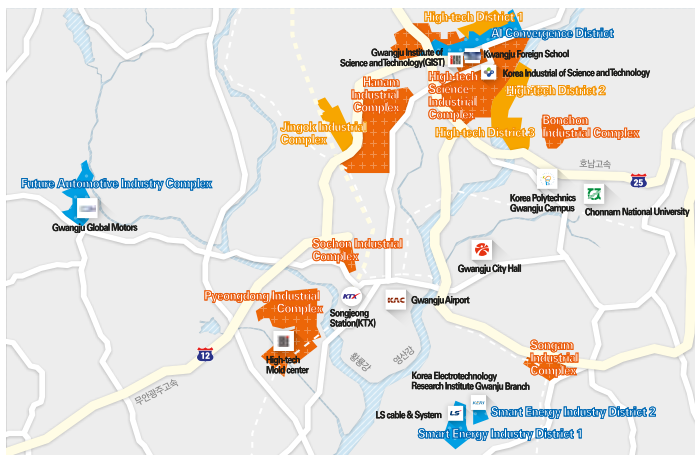 High-tech District 1
AI Convergence District
Gwangju Institute of
Science and Technology(GIST)
Kwangju Foreign School
Korea Industrial of Science and Technology
High-tech
Science
Industrial
Complex
High-tech District 2
Hanam
Industrial
Complex
Jingok Industrial
Complex
High-tech District 3
Bonchon
Industrial Complex
호남고속
25
Future Automotive Industry Complex
Gwangju Global Motors
Korea Polytechnics
Gwangju Campus
Chonnam National University
Sochon Industrial
Complex
Gwangju City Hall
Pyeongdong Industrial
Complex
KTX
Songjeong
Station(KTX)
KAC
Gwangju Airport
High-tech
Mold center
12
무안광주고속
황룡강
영산강
Songam
Industrial
Complex
Korea Electrotechnology
Research Institute Gwanju Branch
KERI
LS cable & System
LS
Smart Energy Industry District 2
Smart Energy Industry District 1